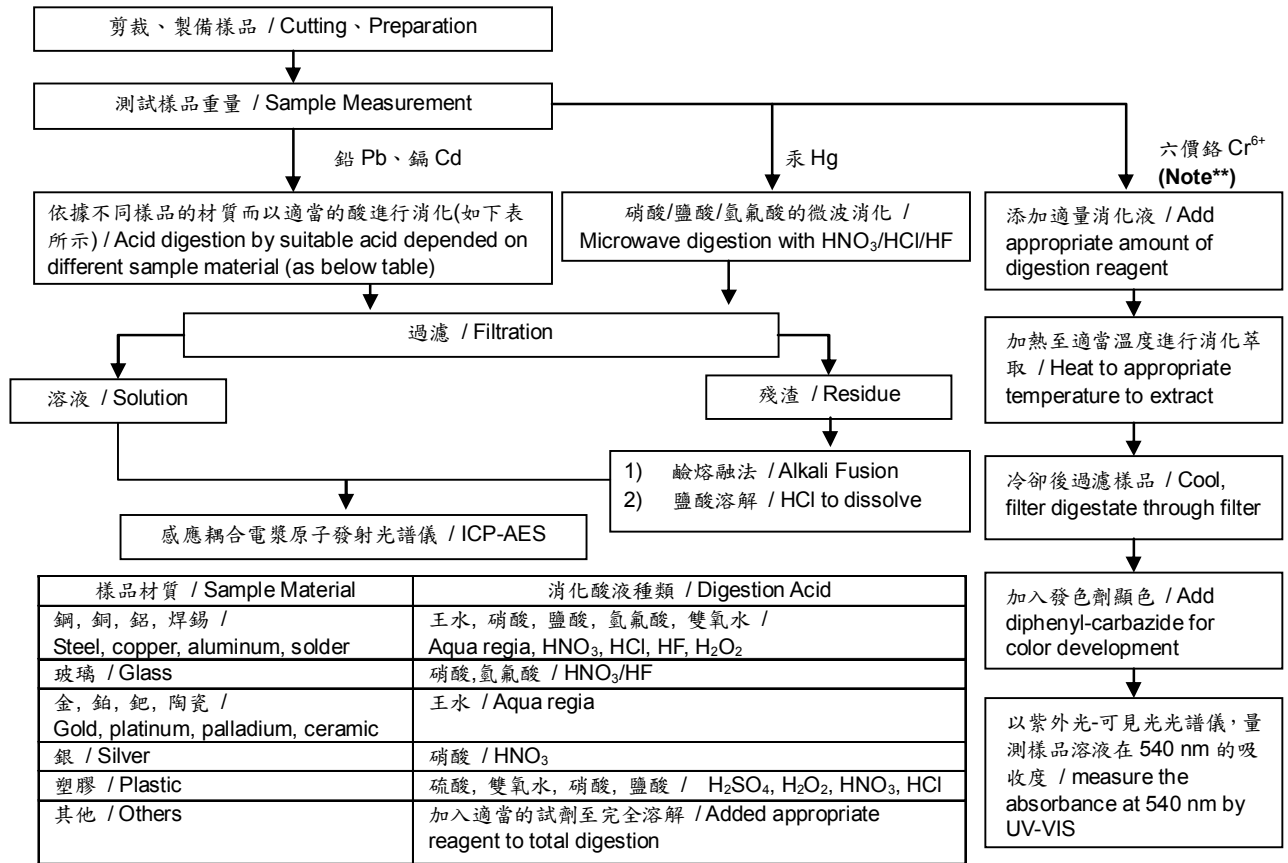 剪裁、製備樣品 / Cutting、Preparation
測試樣品重量 / Sample Measurement
鉛 Pb、鎘 Cd
汞 Hg
六價鉻 Cr⁶⁺
(Note**)
依據不同樣品的材質而以適當的酸進行消化(如下表
所示) / Acid digestion by suitable acid depended on
different sample material (as below table)
硝酸/鹽酸/氫氟酸的微波消化 /
Microwave digestion with HNO₃/HCl/HF
添加適量消化液 / Add
appropriate amount of
digestion reagent
過濾 / Filtration
加熱至適當溫度進行消化萃
取 / Heat to appropriate
temperature to extract
溶液 / Solution
殘渣 / Residue
1) 鹼熔融法 / Alkali Fusion
2) 鹽酸溶解 / HCl to dissolve
冷卻後過濾樣品 / Cool,
filter digestate through filter
感應耦合電漿原子發射光譜儀 / ICP-AES
加入發色劑顯色 / Add
diphenyl-carbazide for
color development
以紫外光-可見光光譜儀，量
測樣品溶液在 540 nm 的吸
收度 / measure the
absorbance at 540 nm by
UV-VIS
樣品材質 / Sample Material
消化酸液種類 / Digestion Acid
鋼, 銅, 鋁, 焊錫 /
Steel, copper, aluminum, solder
王水, 硝酸, 鹽酸, 氫氟酸, 雙氧水 /
Aqua regia, HNO₃, HCl, HF, H₂O₂
玻璃 / Glass
硝酸,氫氟酸 / HNO₃/HF
金, 鉑, 鈀, 陶瓷 /
Gold, platinum, palladium, ceramic
王水 / Aqua regia
銀 / Silver
硝酸 / HNO₃
塑膠 / Plastic
硫酸, 雙氧水, 硝酸, 鹽酸 / H₂SO₄, H₂O₂, HNO₃, HCl
其他 / Others
加入適當的試劑至完全溶解 / Added appropriate
reagent to total digestion